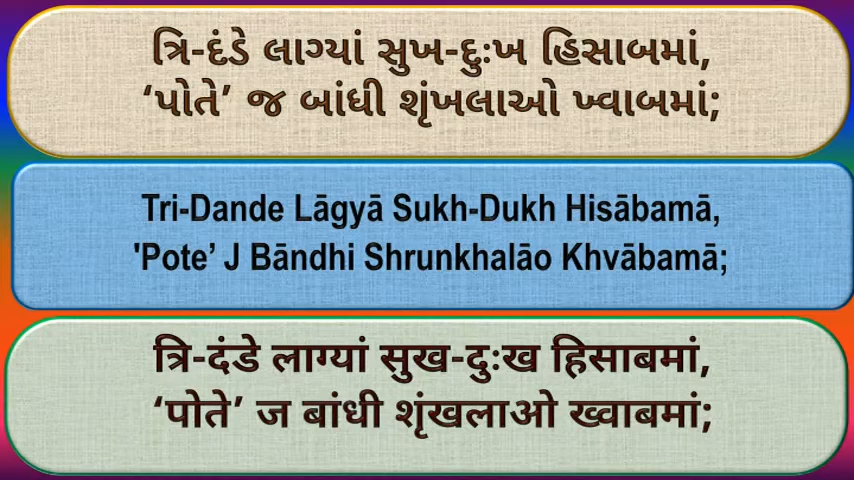 ત્રિ-દંડે લાગ્યાં સુખ-દુઃખ હિસાબમાં,
‘પોતે’ જ બાંધી શૃંખલાઓ ખ્વાબમાં;
Tri-Dande Lāgyā Sukh-Dukh Hisābamā,
'Pote’ J Bāndhi Shrunkhalāo Khvābamā;
त्रि-दंडे लाग्यां सुख-दुःख हिसाबमां,
‘पोते’ ज बांधी शृंखलाओ ख्वाबमां;